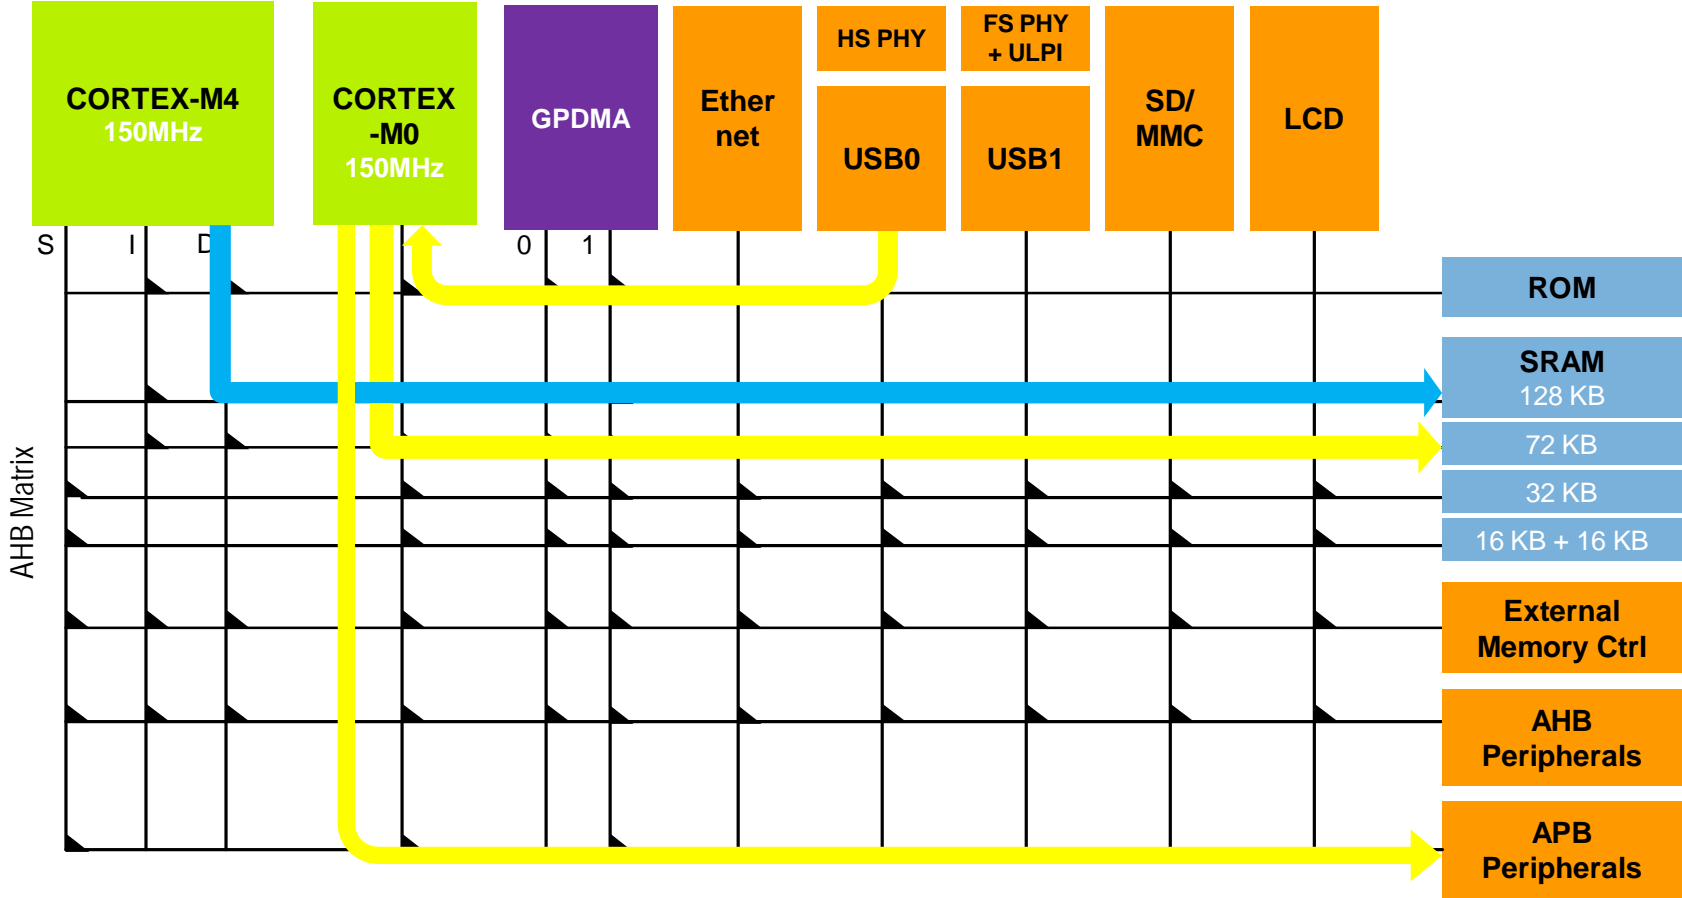 CORTEX-M4
150MHz
CORTEX
-M0
150MHz
GPDMA
Ether
net
HS PHY
USB0
FS PHY
+ ULPI
USB1
SD/
MMC
LCD
S
I
D
0
1
ROM
SRAM
128 KB
72 KB
32 KB
16 KB + 16 KB
External
Memory Ctrl
AHB
Peripherals
APB
Peripherals
AHB Matrix